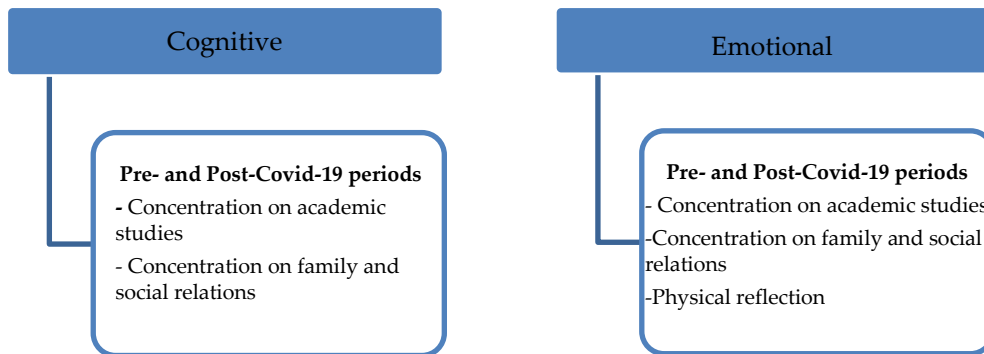 Cognitive
Pre- and Post-Covid-19 periods
- Concentration on academic
studies
- Concentration on family and
social relations
Emotional
Pre- and Post-Covid-19 periods
- Concentration on academic studies
-Concentration on family and social
relations
-Physical reflection